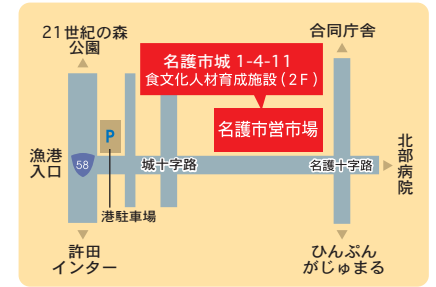 21世紀の森
公園
合同庁舎
名護市城 1-4-11
食文化人材育成施設(2F)
名護市営市場
P
漁港
入口
58
城十字路
名護十字路
北部病院
港駐車場
許田
インター
ひんぷん
がじゅまる